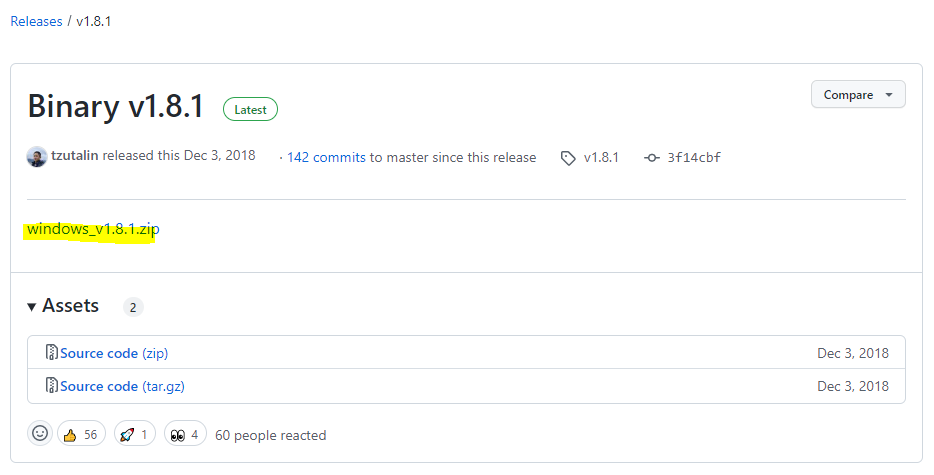 Releases / v1.8.1
Binary v1.8.1 Latest Compare
tzutalin released this Dec 3, 2018 · 142 commits to master since this release v1.8.1 3f14cbf
windows_v1.8.1.zip
Assets 2
Source code (zip) Dec 3, 2018
Source code (tar.gz) Dec 3, 2018
56 1 4 60 people reacted